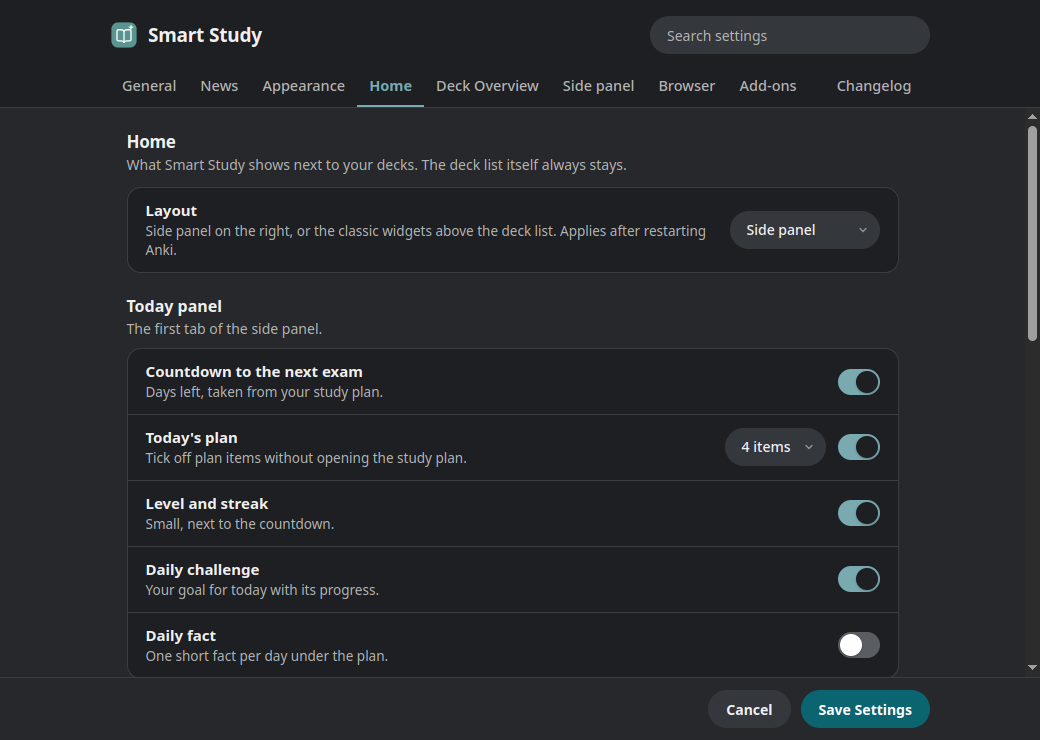 Smart Study
Search settings
General News Appearance Home Deck Overview Side panel Browser Add-ons Changelog
Home
What Smart Study shows next to your decks. The deck list itself always stays.
Layout
Side panel on the right, or the classic widgets above the deck list. Applies after restarting
Anki.
Side panel
Today panel
The first tab of the side panel.
Countdown to the next exam
Days left, taken from your study plan.
Today's plan
Tick off plan items without opening the study plan.
4 items
Level and streak
Small, next to the countdown.
Daily challenge
Your goal for today with its progress.
Daily fact
One short fact per day under the plan.
Cancel
Save Settings